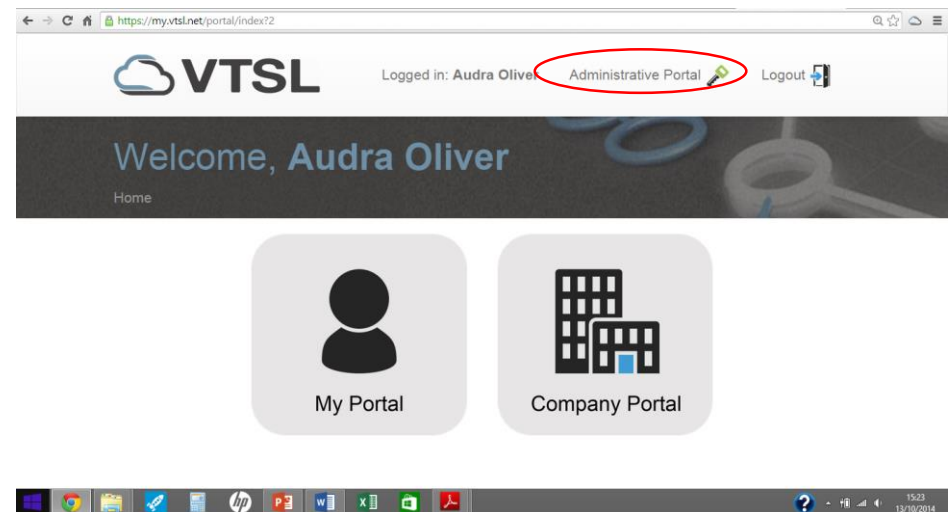 https://my.vtsl.net/portal/index?2
VTSL
Logged in: Audra Oliver Administrative Portal Logout
Welcome, Audra Oliver
Home
My Portal Company Portal
hp
15:23
13/10/2014